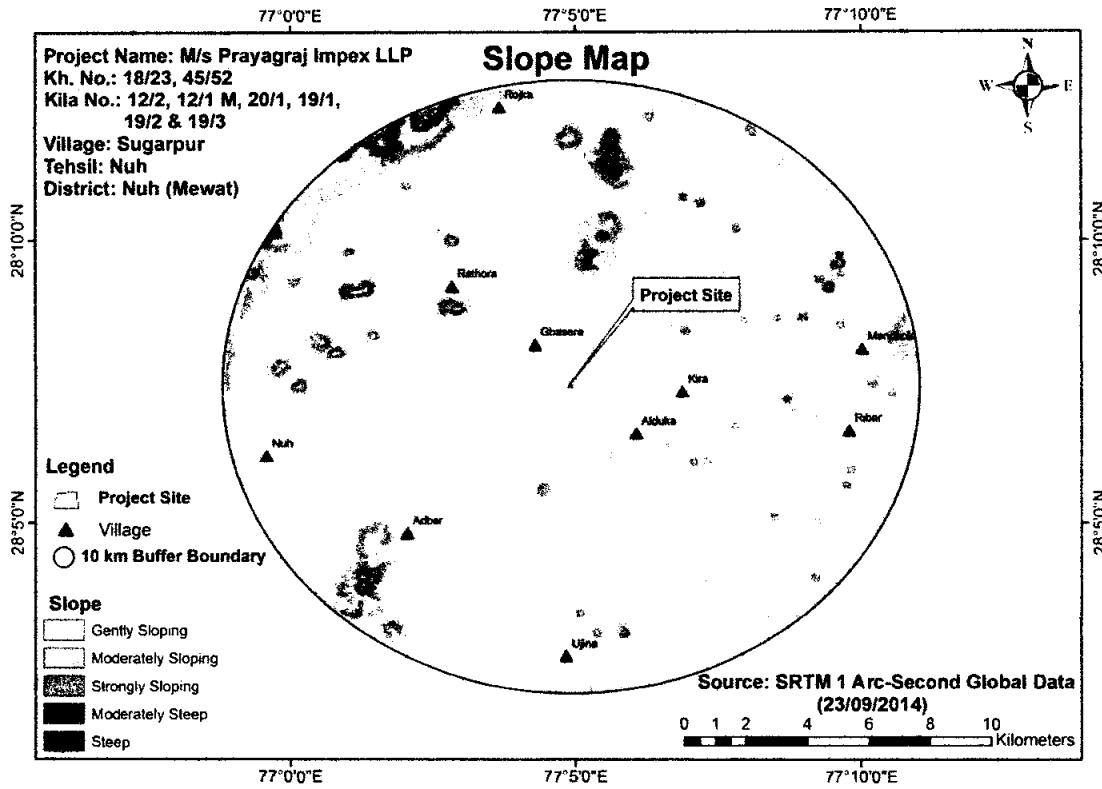 77°0'0"E
77°5'0"E
77°10'0"E
Project Name: M/s Prayagraj Impex LLP
Kh. No.: 18/23, 45/52
Kila No.: 12/2, 12/1 M, 20/1, 19/1,
19/2 & 19/3
Village: Sugarpur
Tehsil: Nuh
District: Nuh (Mewat)
Slope Map
N
W
E
S
28°10'0"N
28°10'0"N
Rojka
Rathora
Project Site
Gbasera
Kira
Alduka
Ribar
Nuh
Adbar
Ujina
28°5'0"N
28°5'0"N
Legend
Project Site
Village
10 km Buffer Boundary
Slope
Gently Sloping
Moderately Sloping
Strongly Sloping
Moderately Steep
Steep
Source: SRTM 1 Arc-Second Global Data
(23/09/2014)
0 1 2 4 6 8 10
Kilometers
77°0'0"E
77°5'0"E
77°10'0"E